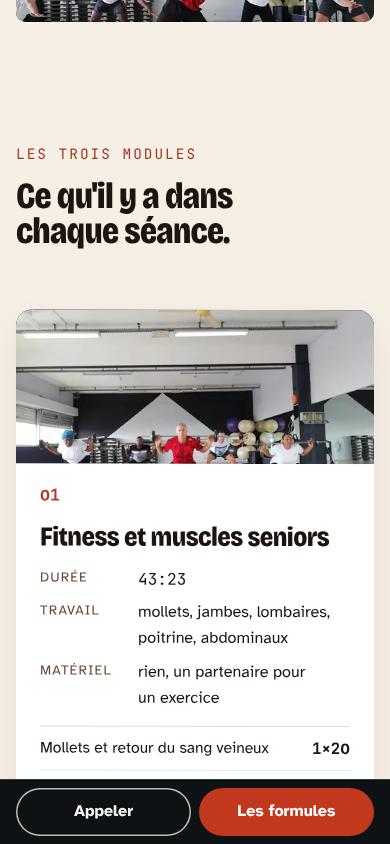 LES TROIS MODULES
Ce qu'il y a dans
chaque séance.
01
Fitness et muscles seniors
DURÉE 43:23
TRAVAIL mollets, jambes, lombaires,
poitrine, abdominaux
MATÉRIEL rien, un partenaire pour
un exercice
Mollets et retour du sang veineux 1×20
Appeler Les formules